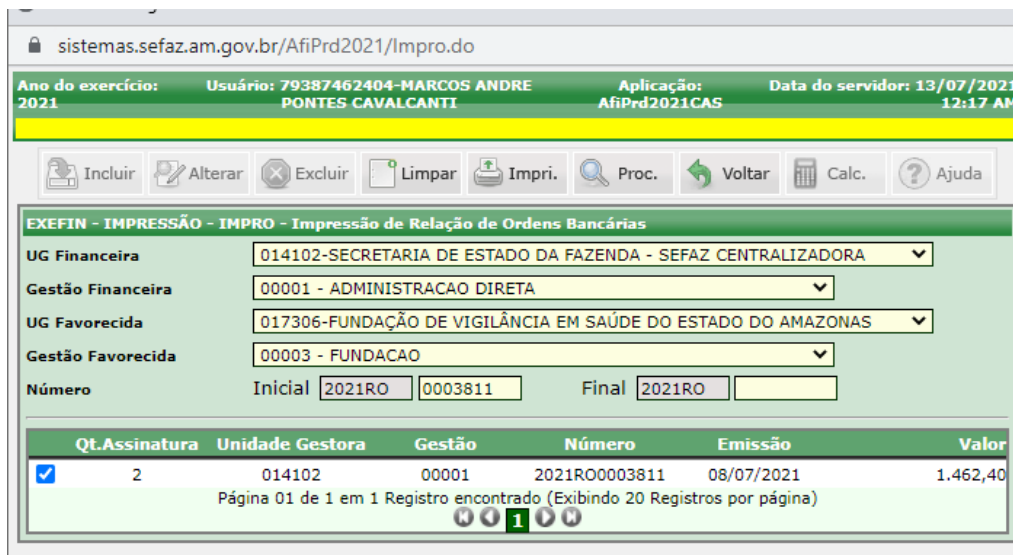 sistemas.sefaz.am.gov.br/AfiPrd2021/Impro.do
Ano do exercício: Usuário: 79387462404-MARCOS ANDRE Aplicação: Data do servidor: 13/07/2021
2021 PONTES CAVALCANTI AfiPrd2021CAS 12:17 AM
Incluir Alterar Excluir Limpar Impri. Proc. Voltar Calc. Ajuda
EXEFIN - IMPRESSÃO - IMPRO - Impressão de Relação de Ordens Bancárias
UG Financeira 014102-SECRETARIA DE ESTADO DA FAZENDA - SEFAZ CENTRALIZADORA
Gestão Financeira 00001 - ADMINISTRACAO DIRETA
UG Favorecida 017306-FUNDAÇÃO DE VIGILÂNCIA EM SAÚDE DO ESTADO DO AMAZONAS
Gestão Favorecida 00003 - FUNDACAO
Número Inicial 2021RO 0003811 Final 2021RO
Qt.Assinatura Unidade Gestora Gestão Número Emissão Valor
2 014102 00001 2021RO0003811 08/07/2021 1.462,40
Página 01 de 1 em 1 Registro encontrado (Exibindo 20 Registros por página)
1